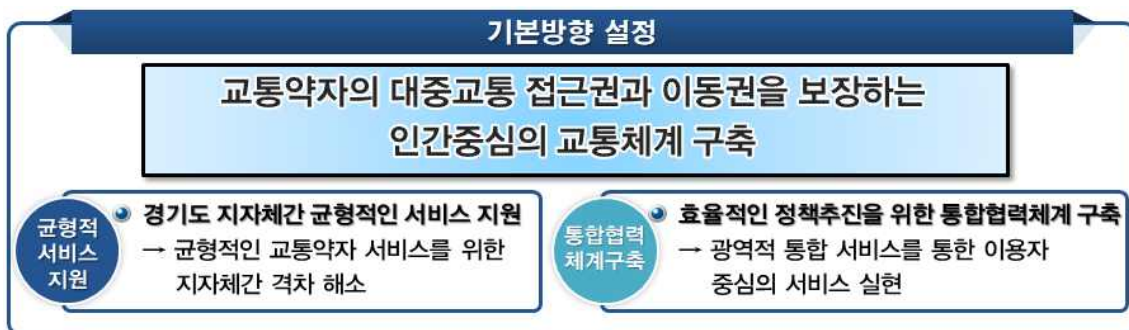 기본방향 설정
교통약자의 대중교통 접근권과 이동권을 보장하는
인간중심의 교통체계 구축
균형적
서비스
지원
경기도 지자체간 균형적인 서비스 지원
→ 균형적인 교통약자 서비스를 위한
지자체간 격차 해소
통합협력
체계구축
효율적인 정책추진을 위한 통합협력체계 구축
→ 광역적 통합 서비스를 통한 이용자
중심의 서비스 실현